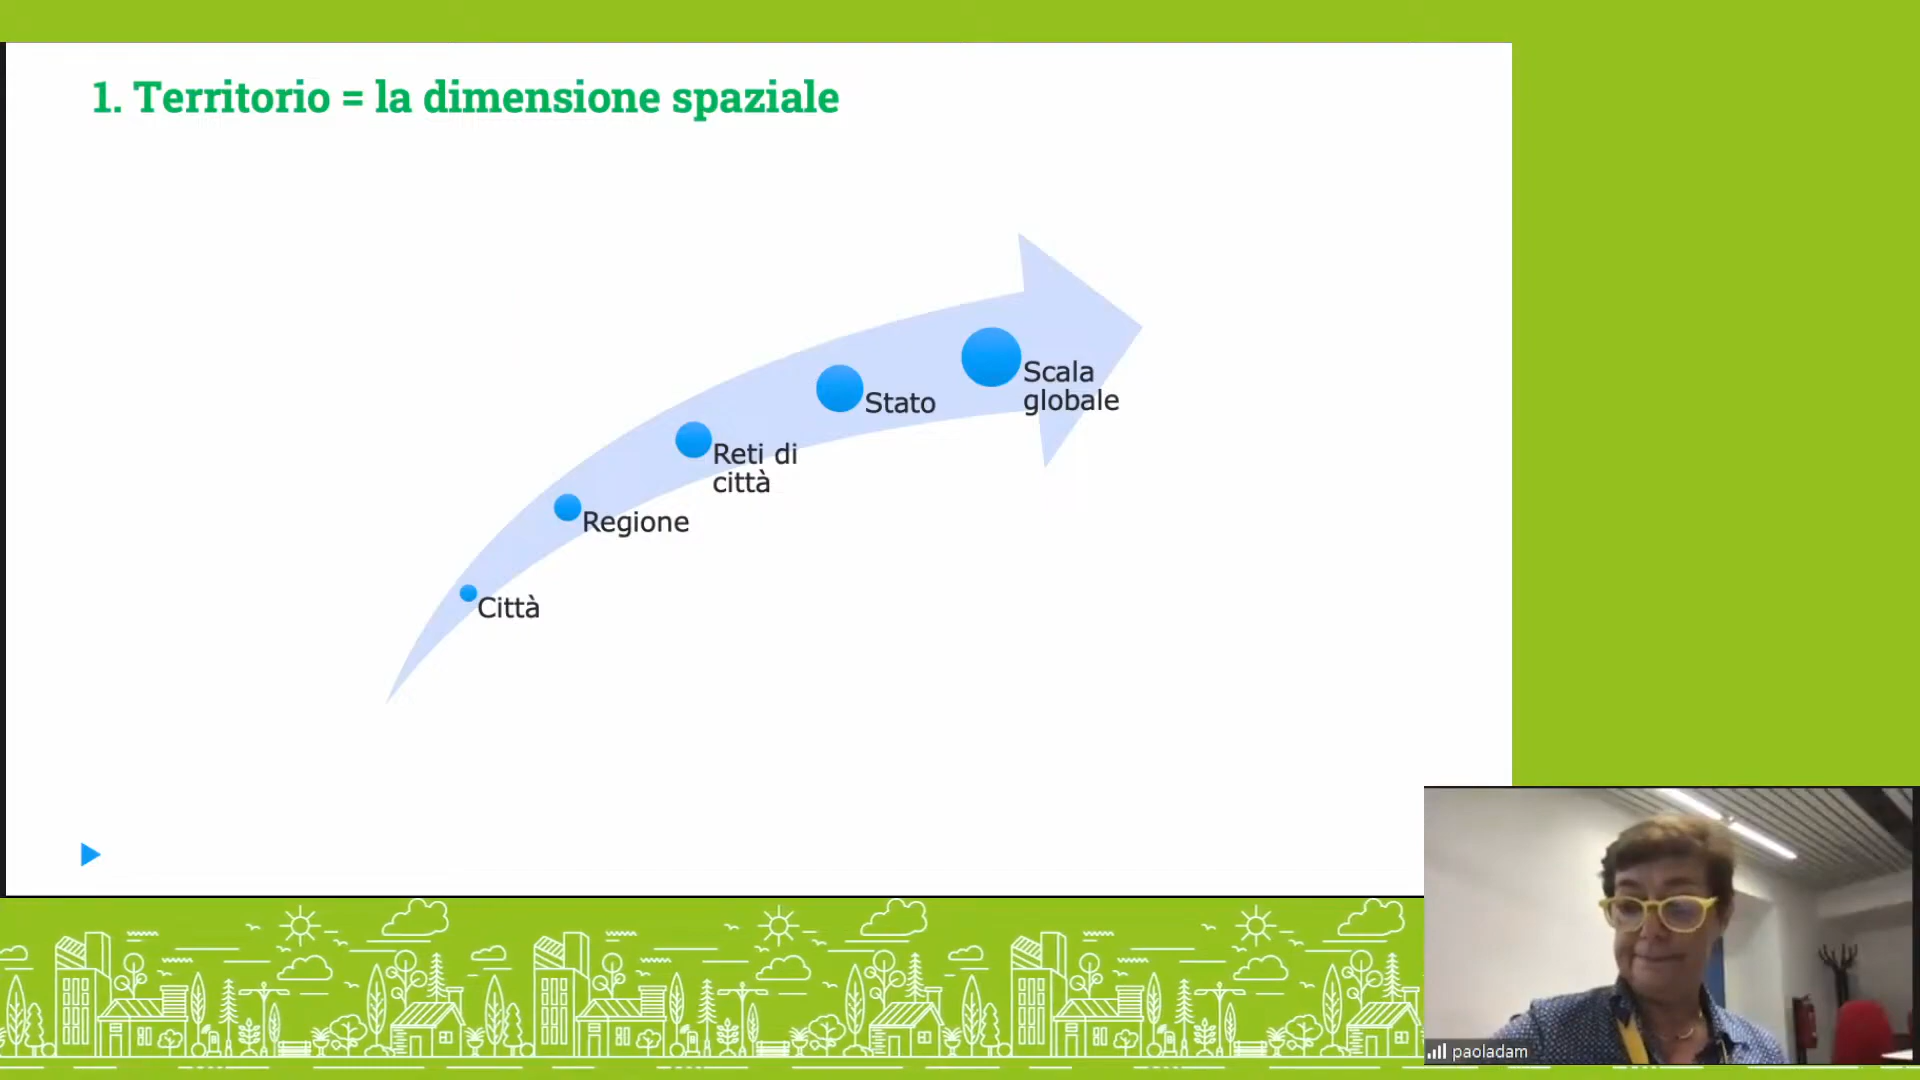 1. Territorio = la dimensione spaziale
Scala
globale
Stato
Reti di
città
Regione
Città
paoladam